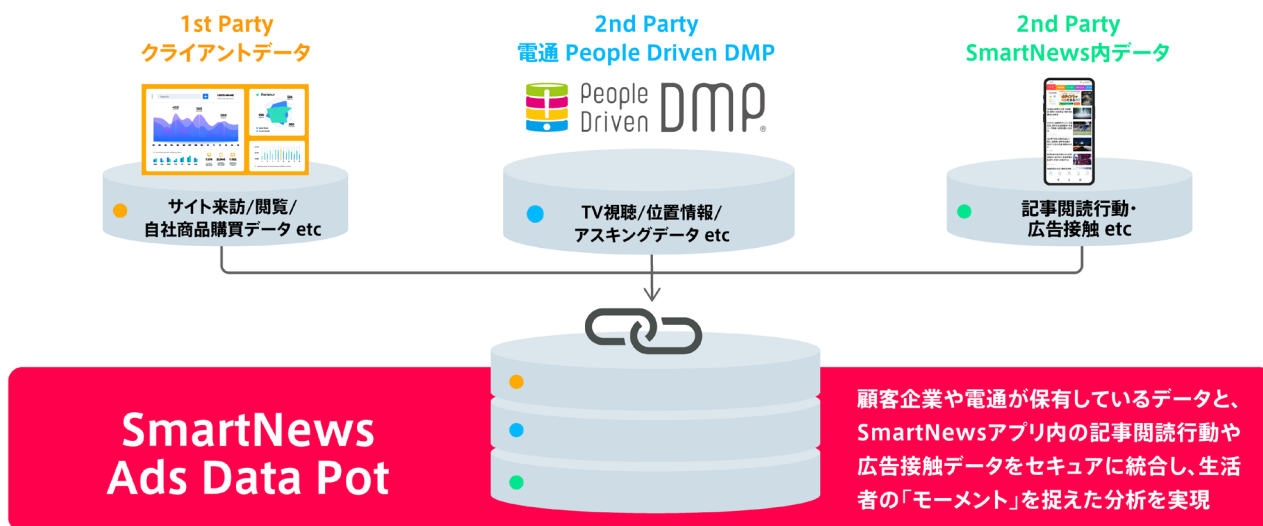 1st Party
クライアントデータ
2nd Party
電通 People Driven DMP
2nd Party
SmartNews内データ
People
Driven
DMP®
サイト来訪/閲覧/
自社商品購買データ etc
TV視聴/位置情報/
アスキングデータ etc
記事閲読行動・
広告接触 etc
SmartNews
Ads Data Pot
顧客企業や電通が保有しているデータと、
SmartNewsアプリ内の記事閲読行動や
広告接触データをセキュアに統合し、生活
者の「モーメント」を捉えた分析を実現